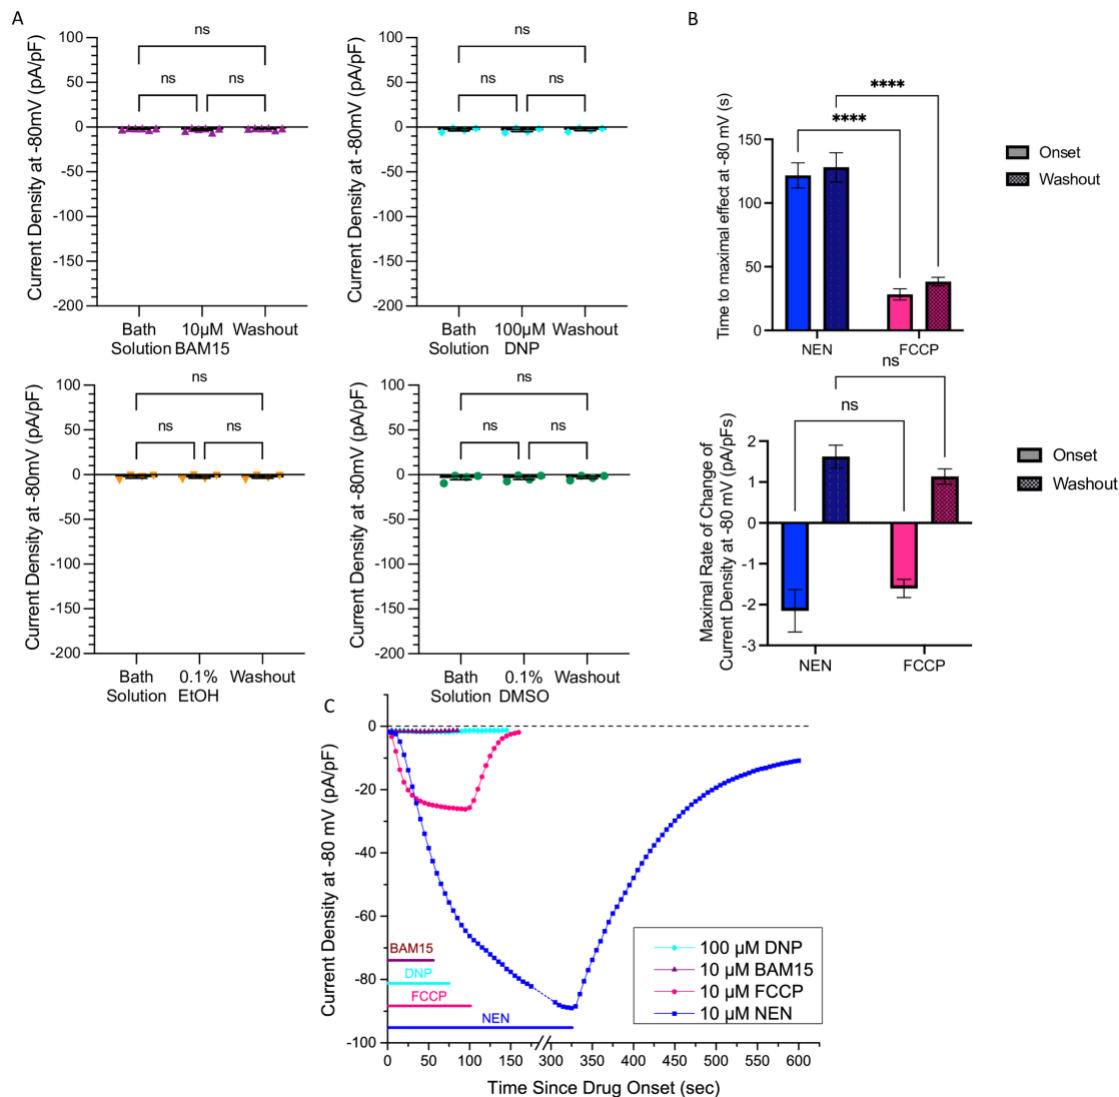 A
Current Density at -80mV (pA/pF)
100
50
0
-50
-100
-150
-200
ns
ns
ns
Bath
Solution
10µM
BAM15
Washout
Current Density at -80mV (pA/pF)
100
50
0
-50
-100
-150
-200
ns
ns
ns
Bath
Solution
100µM
DNP
Washout
Current Density at -80mV (pA/pF)
100
50
0
-50
-100
-150
-200
ns
ns
ns
Bath
Solution
0.1%
EtOH
Washout
Current Density at -80mV (pA/pF)
100
50
0
-50
-100
-150
-200
ns
ns
ns
Bath
Solution
0.1%
DMSO
Washout
B
Time to maximal effect at -80 mV (s)
150
100
50
0
****
****
NEN
FCCP
Onset
Washout
Maximal Rate of Change of
Current Density at -80 mV (pA/pFs)
2
1
0
-1
-2
-3
ns
ns
NEN
FCCP
Onset
Washout
C
Current Density at -80 mV (pA/pF)
0
-20
-40
-60
-80
-100
BAM15
DNP
FCCP
NEN
100 µM DNP
10 µM BAM15
10 µM FCCP
10 µM NEN
0
50
100
150
300
350
400
450
500
550
600
Time Since Drug Onset (sec)